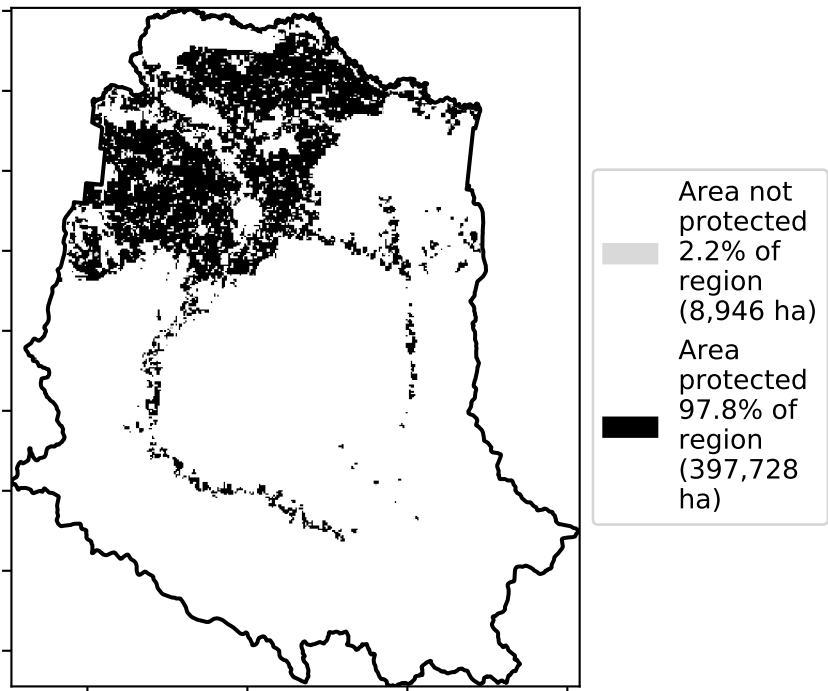 Area not
protected
2.2% of
region
(8,946 ha)
Area
protected
97.8% of
region
(397,728
ha)